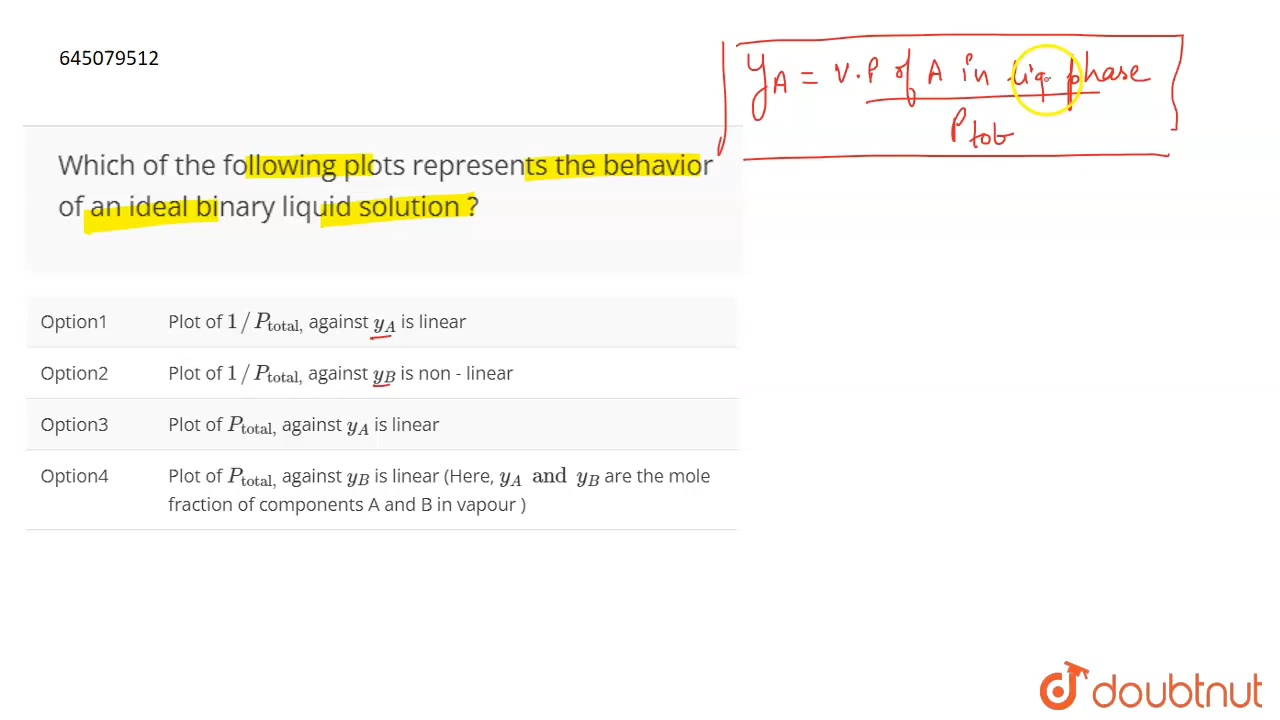 645079512
y_A = V.P of A in liq. phase
P_tot
Which of the following plots represents the behavior
of an ideal binary liquid solution ?
Option1 Plot of 1/P_total, against y_A is linear
Option2 Plot of 1/P_total, against y_B is non - linear
Option3 Plot of P_total, against y_A is linear
Option4 Plot of P_total, against y_B is linear (Here, y_A and y_B are the mole
fraction of components A and B in vapour )
doubtnut